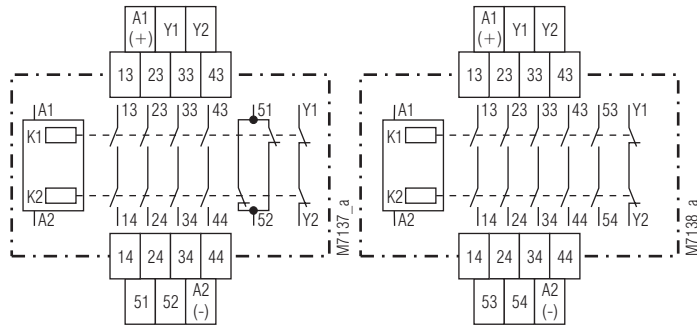 A1 (+) Y1 Y2
13 23 33 43
A1 13 23 33 43 51 Y1
K1
K2
A2 14 24 34 44 52 Y2
14 24 34 44
51 52 A2 (-)
M7137_a
A1 (+) Y1 Y2
13 23 33 43
A1 13 23 33 43 53 Y1
K1
K2
A2 14 24 34 44 54 Y2
14 24 34 44
53 54 A2 (-)
M7138_a